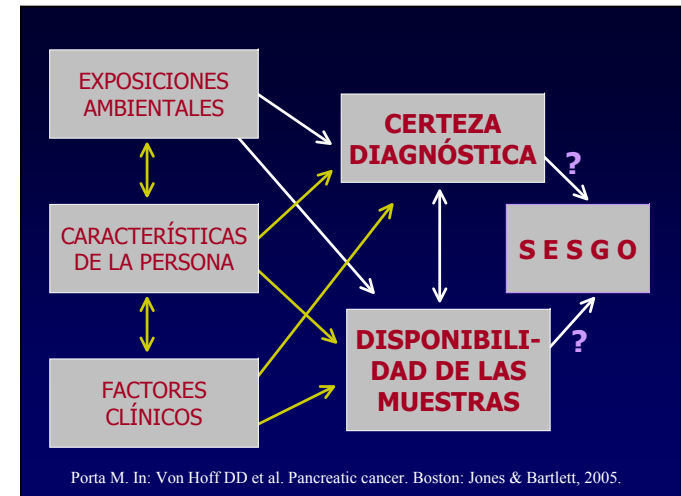 EXPOSICIONES
AMBIENTALES
CERTEZA
DIAGNÓSTICA
?
CARACTERÍSTICAS
DE LA PERSONA
S E S G O
DISPONIBILI-
DAD DE LAS
MUESTRAS
?
FACTORES
CLÍNICOS
Porta M. In: Von Hoff DD et al. Pancreatic cancer. Boston: Jones & Bartlett, 2005.